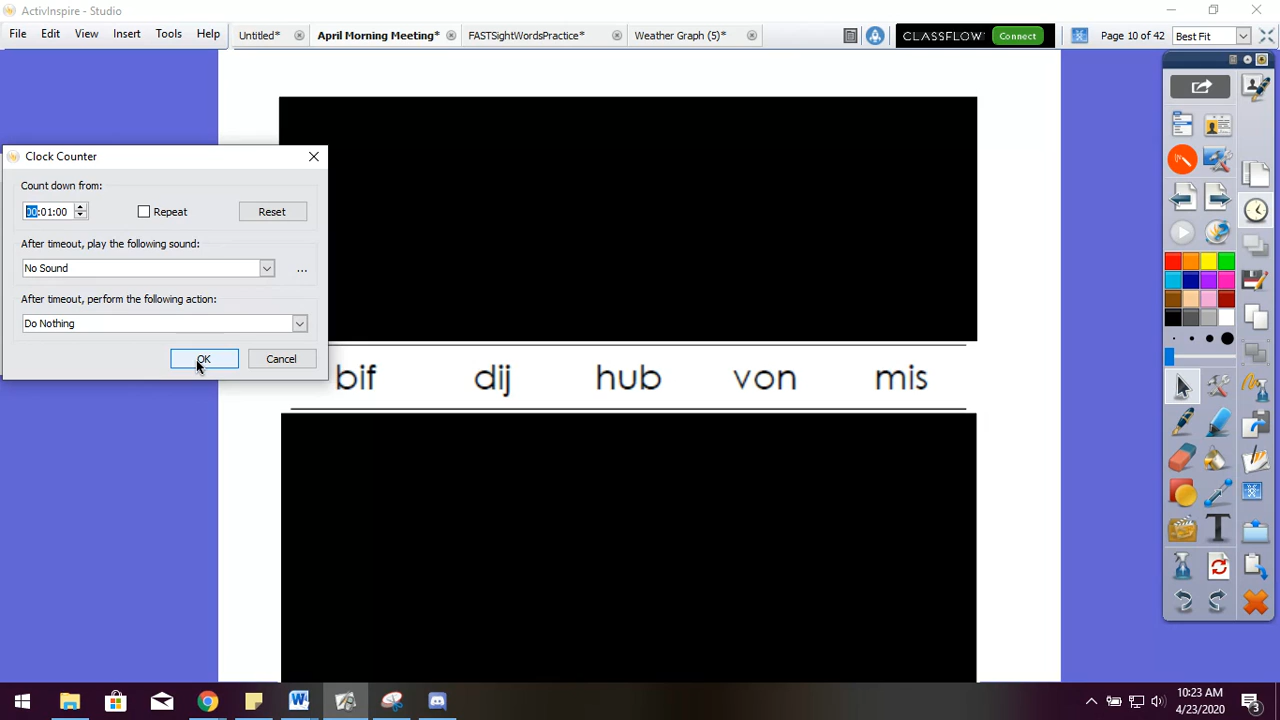 ActivInspire - Studio
File Edit View Insert Tools Help Untitled* April Morning Meeting* FASTSightWordsPractice* Weather Graph (5)* CLASSFLOW Connect Page 10 of 42 Best Fit
Clock Counter
Count down from:
00:01:00 Repeat Reset
After timeout, play the following sound:
No Sound ...
After timeout, perform the following action:
Do Nothing
OK Cancel
bif dij hub von mis
10:23 AM
4/23/2020
3